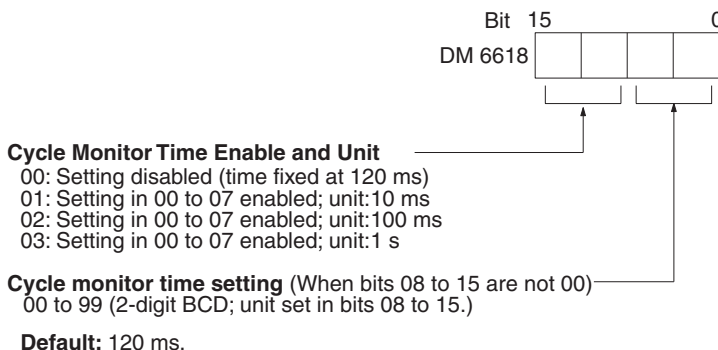 Bit 15 0
DM 6618
Cycle Monitor Time Enable and Unit
00: Setting disabled (time fixed at 120 ms)
01: Setting in 00 to 07 enabled; unit:10 ms
02: Setting in 00 to 07 enabled; unit:100 ms
03: Setting in 00 to 07 enabled; unit:1 s
Cycle monitor time setting (When bits 08 to 15 are not 00)
00 to 99 (2-digit BCD; unit set in bits 08 to 15.)
Default: 120 ms.